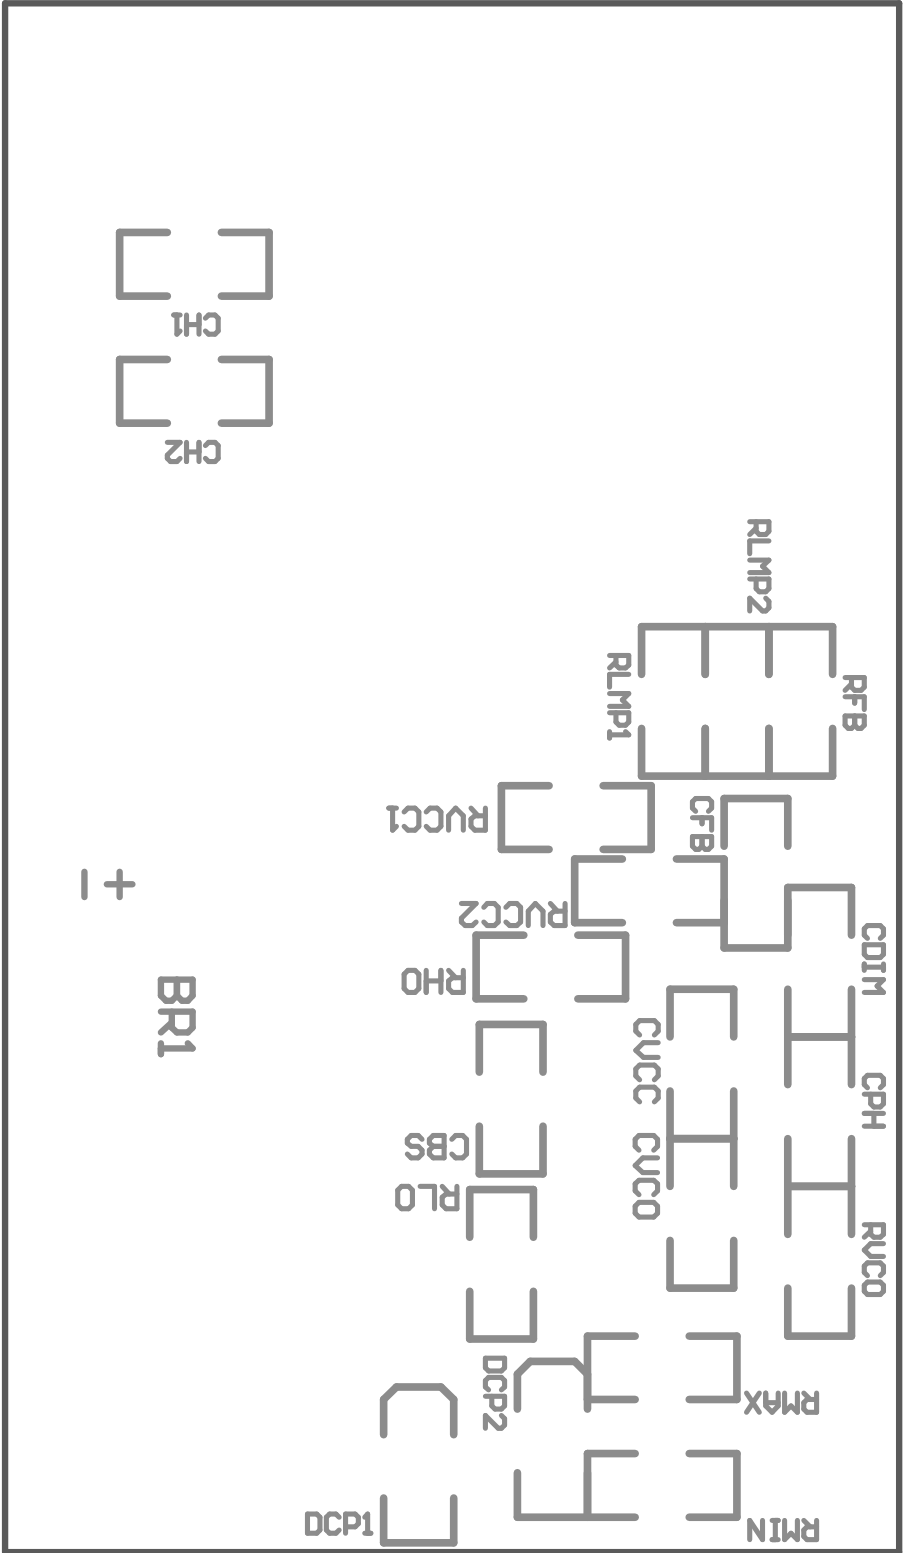 CH1
CH2
RLMP2
RLMP1
RFB
RVCC1
CFB
- +
RVCC2
CDIM
RHO
BR1
CVCC
CPH
CBS
CVCO
RLO
RVCO
DCP2
RMAX
DCP1
RMIN